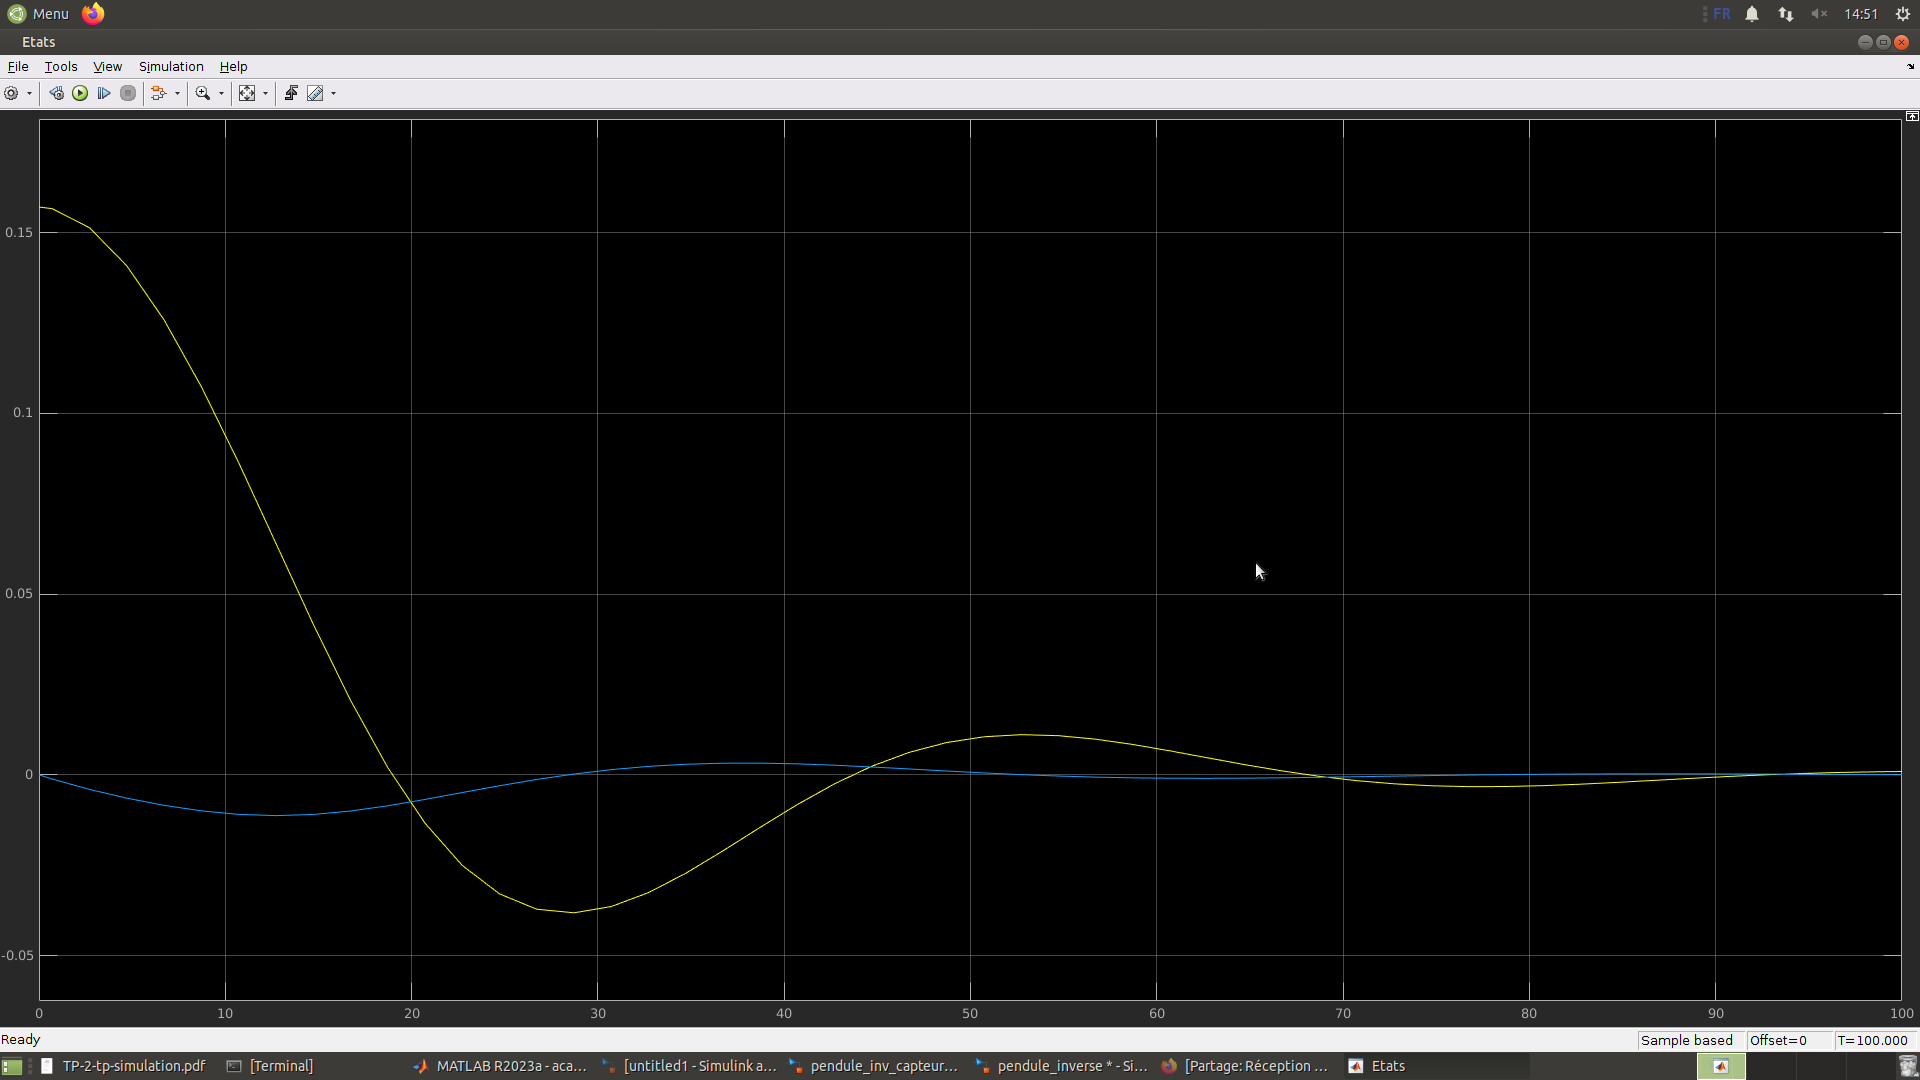 Menu FR 14:51
Etats
File Tools View Simulation Help
0.15
0.1
0.05
0
-0.05
0 10 20 30 40 50 60 70 80 90 100
Ready Sample based Offset=0 T=100.000
TP-2-tp-simulation.pdf [Terminal] MATLAB R2023a - aca... [untitled1 - Simulink a... pendule_inv_capteur... pendule_inverse * - Si... [Partage: Réception ... Etats